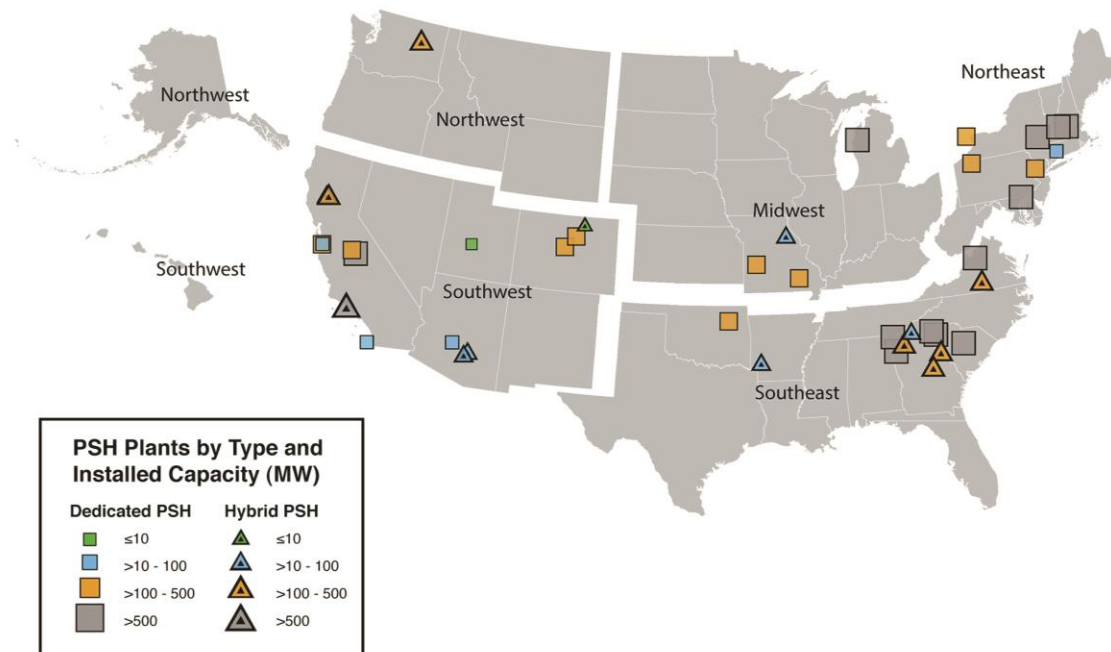 Northeast
Northwest
Northwest
Midwest
Southwest
Southwest
Southeast
PSH Plants by Type and
Installed Capacity (MW)
Dedicated PSH
Hybrid PSH
≤10
≤10
>10 - 100
>10 - 100
>100 - 500
>100 - 500
>500
>500